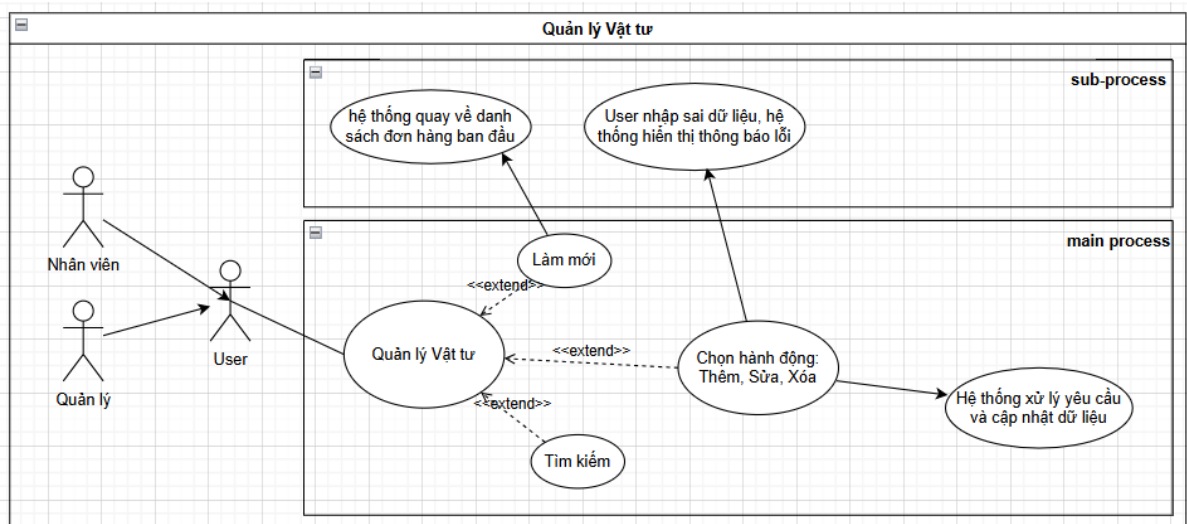 Quản lý Vật tư
sub-process
hệ thống quay về danh
sách đơn hàng ban đầu
User nhập sai dữ liệu, hệ
thống hiển thị thông báo lỗi
main process
Nhân viên
Quản lý
User
Làm mới
<<extend>>
Quản lý Vật tư
<<extend>>
Chọn hành động:
Thêm, Sửa, Xóa
Hệ thống xử lý yêu cầu
và cập nhật dữ liệu
<<extend>>
Tìm kiếm